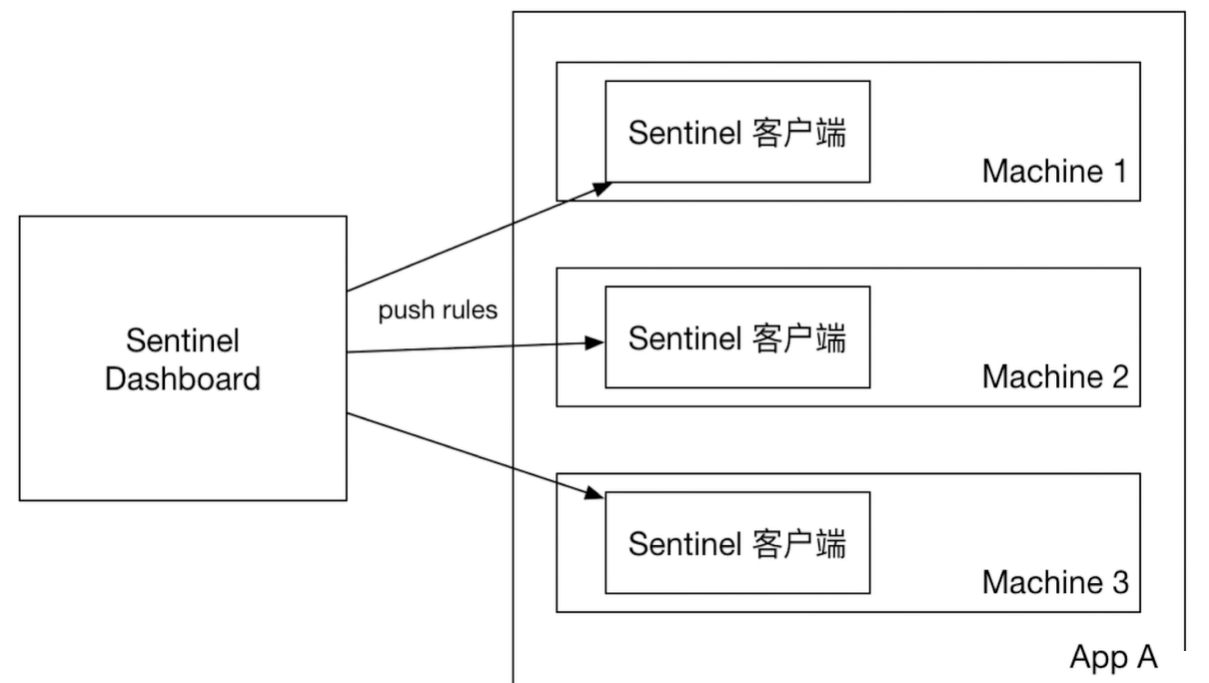 Sentinel 客户端
Machine 1
push rules
Sentinel
Dashboard
Sentinel 客户端
Machine 2
Sentinel 客户端
Machine 3
App A